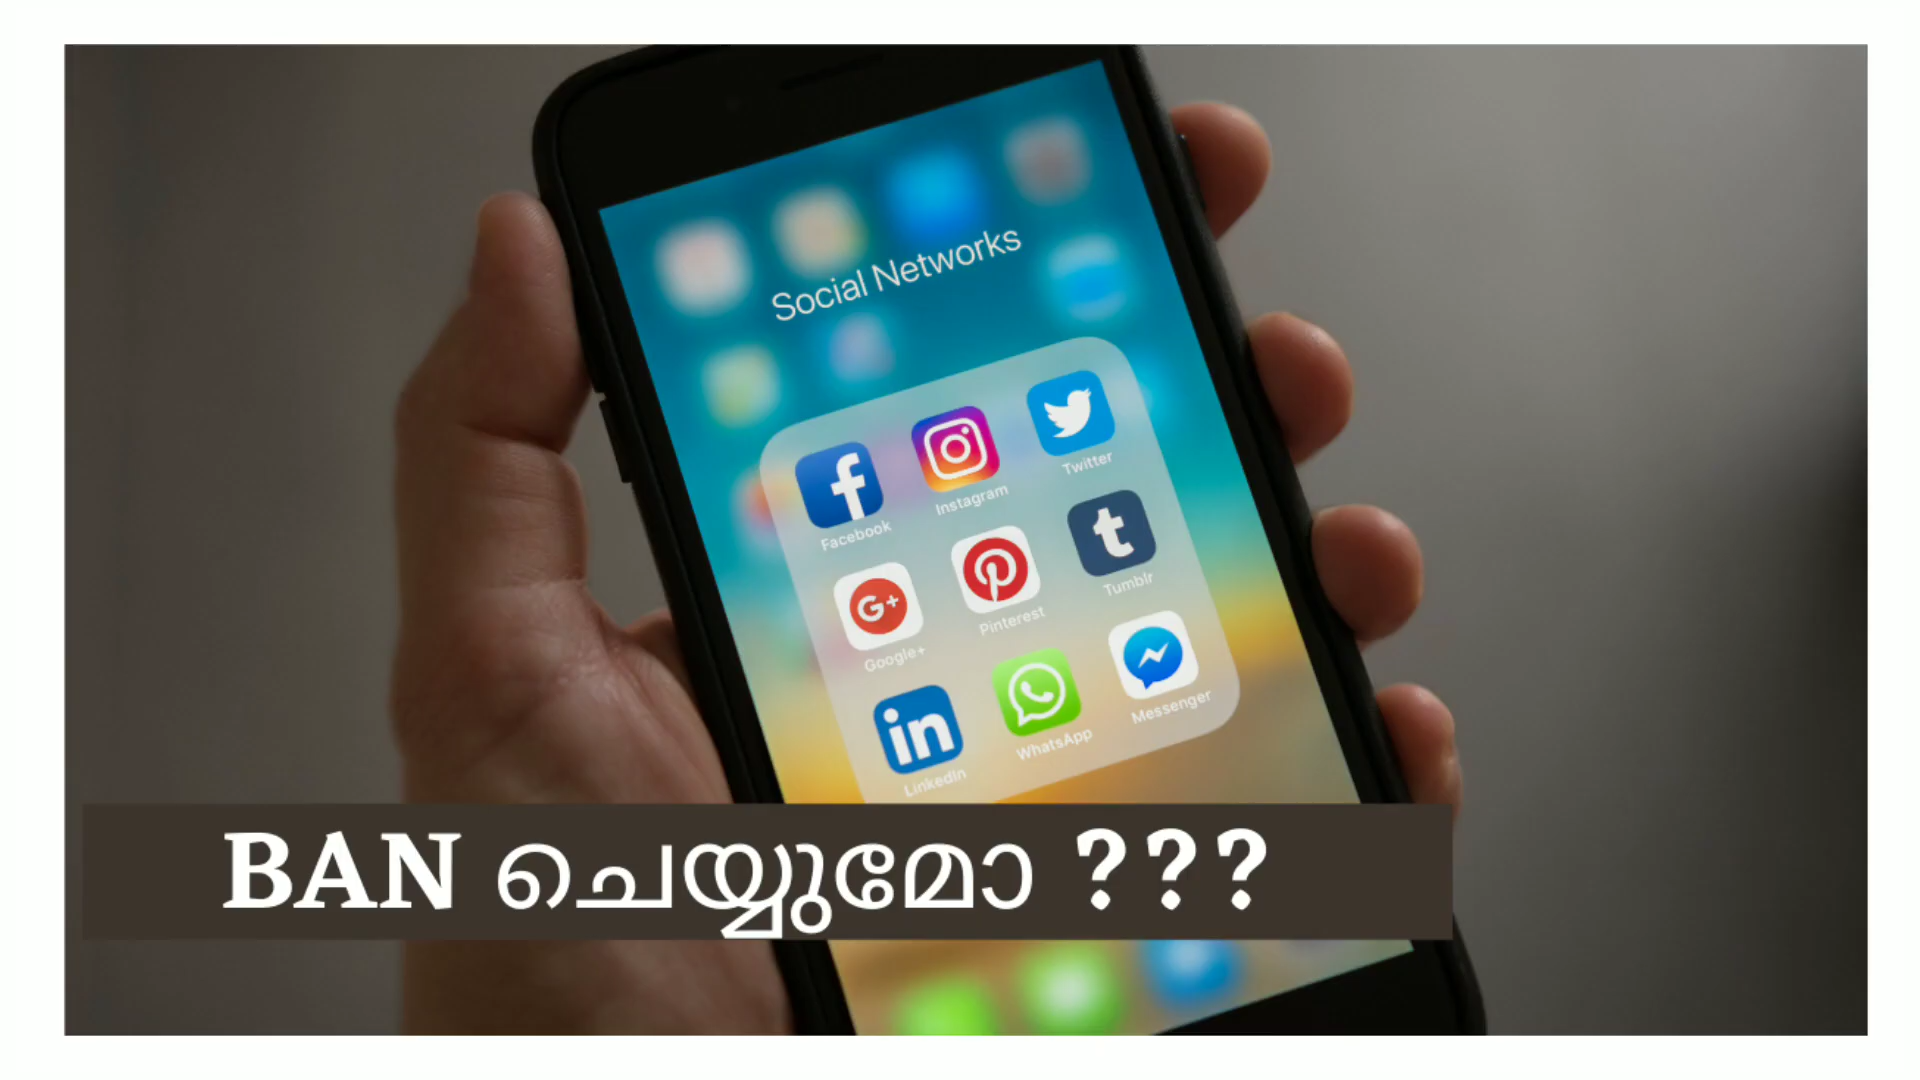 Social Networks
Facebook
Instagram
Twitter
Google+
Pinterest
Tumblr
LinkedIn
WhatsApp
Messenger
BAN ചെയ്യുമോ ???